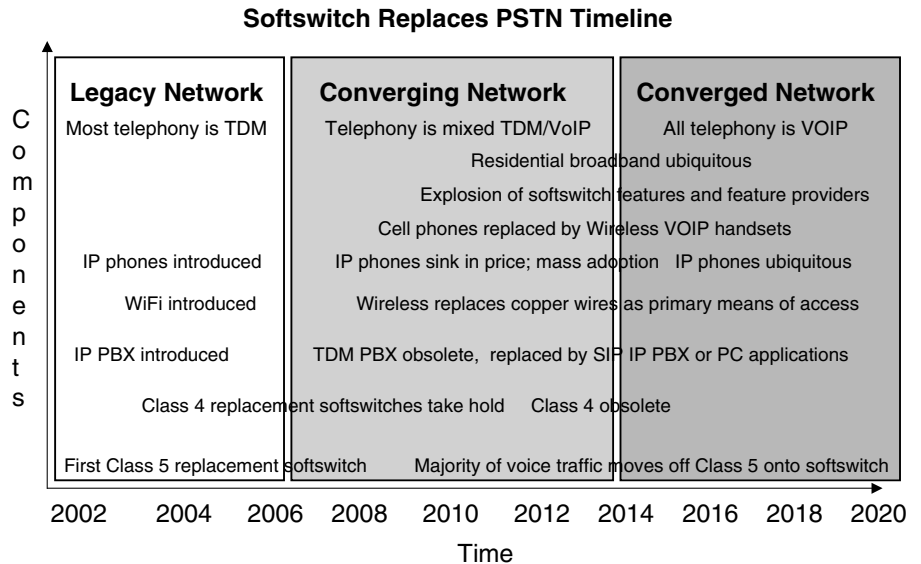 Softswitch Replaces PSTN Timeline
Components
Legacy Network
Converging Network
Converged Network
Most telephony is TDM
Telephony is mixed TDM/VoIP
All telephony is VOIP
Residential broadband ubiquitous
Explosion of softswitch features and feature providers
Cell phones replaced by Wireless VOIP handsets
IP phones introduced
IP phones sink in price; mass adoption
IP phones ubiquitous
WiFi introduced
Wireless replaces copper wires as primary means of access
IP PBX introduced
TDM PBX obsolete, replaced by SIP IP PBX or PC applications
Class 4 replacement softswitches take hold
Class 4 obsolete
First Class 5 replacement softswitch
Majority of voice traffic moves off Class 5 onto softswitch
2002 2004 2006 2008 2010 2012 2014 2016 2018 2020
Time